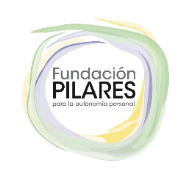 Fundación
PILARES
para la autonomía personal